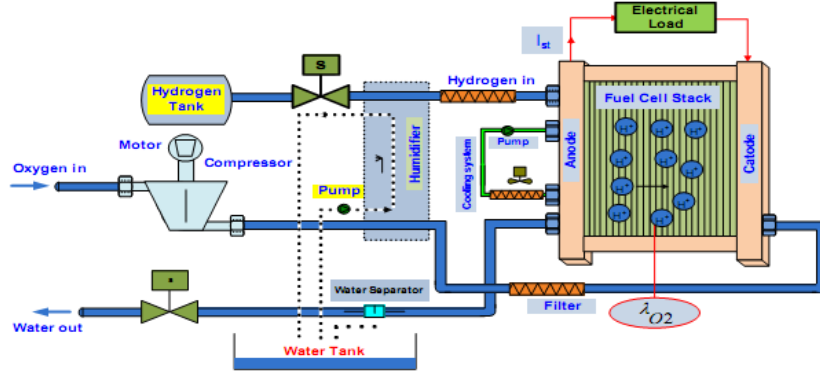 Electrical
Load
I_st
S
Hydrogen
Tank
Hydrogen in
Fuel Cell Stack
Motor
Compressor
Humidifier
Pump
Cooling system
Anode
Catode
H+
H+
H+
H+
H+
H+
H+
H+
H+
Oxygen in
Pump
Water Separator
Water out
Filter
λO2
Water Tank